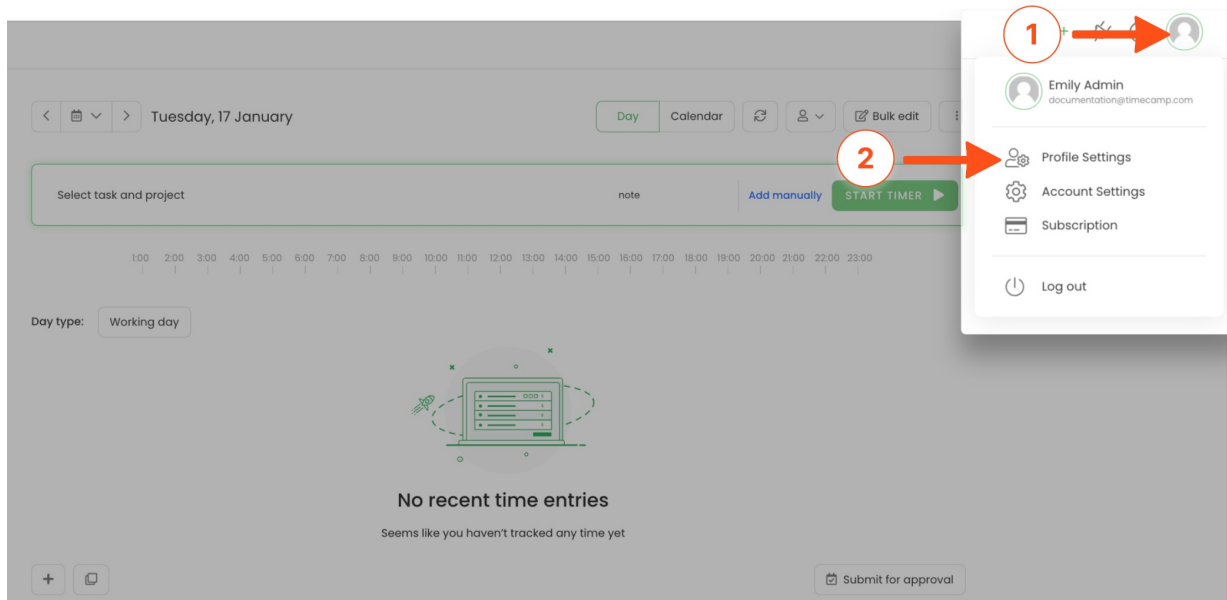 1
Emily Admin
documentation@timecamp.com
Tuesday, 17 January
Day Calendar Bulk edit
2
Profile Settings
Select task and project note Add manually START TIMER
Account Settings
Subscription
1:00 2:00 3:00 4:00 5:00 6:00 7:00 8:00 9:00 10:00 11:00 12:00 13:00 14:00 15:00 16:00 17:00 18:00 19:00 20:00 21:00 22:00 23:00
Log out
Day type: Working day
No recent time entries
Seems like you haven't tracked any time yet
Submit for approval